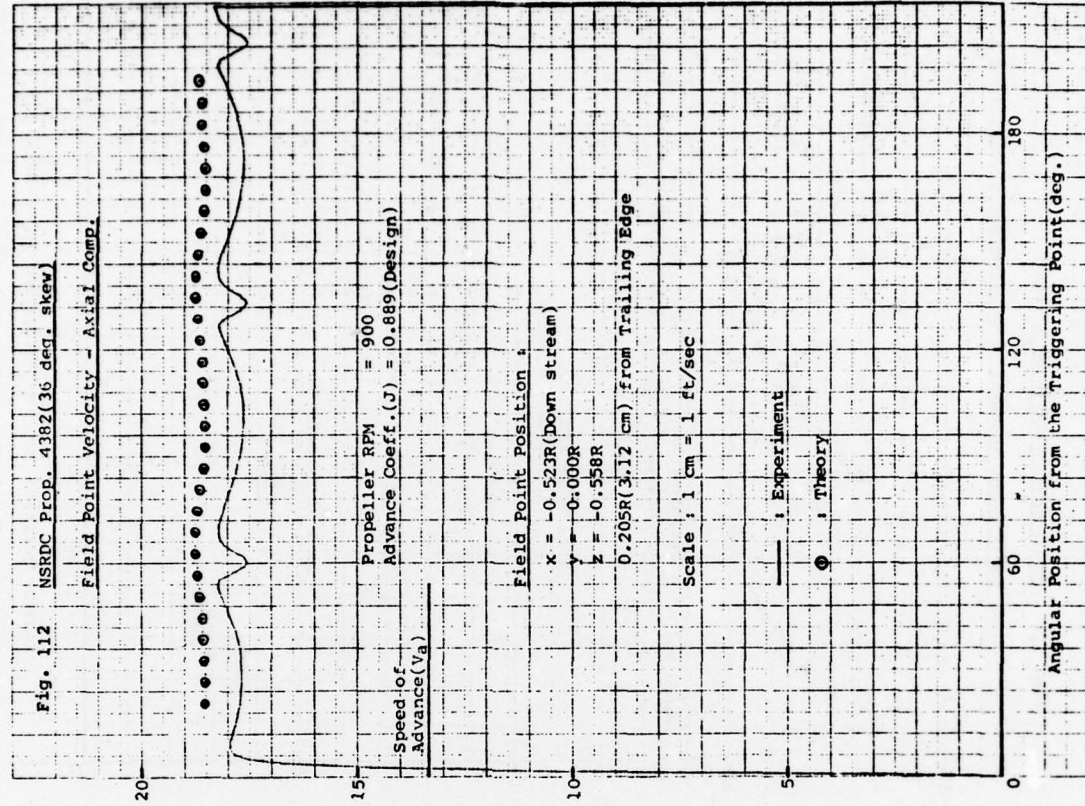 Fig. 112 NSRDC Prop. 4382(36 deg. skew)
Field Point Velocity - Axial Comp.
Propeller RPM = 900
Advance Coeff.(J) = 0.889(Design)
Speed of
Advance(Va)
Field Point Position :
x = -0.523R(Down stream)
y = 0.000R
z = -0.558R
0.205R(3.12 cm) from Trailing Edge
Scale : 1 cm = 1 ft/sec
: Experiment
: Theory
20
15
10
5
0
60
120
180
Angular Position from the Triggering Point(deg.)